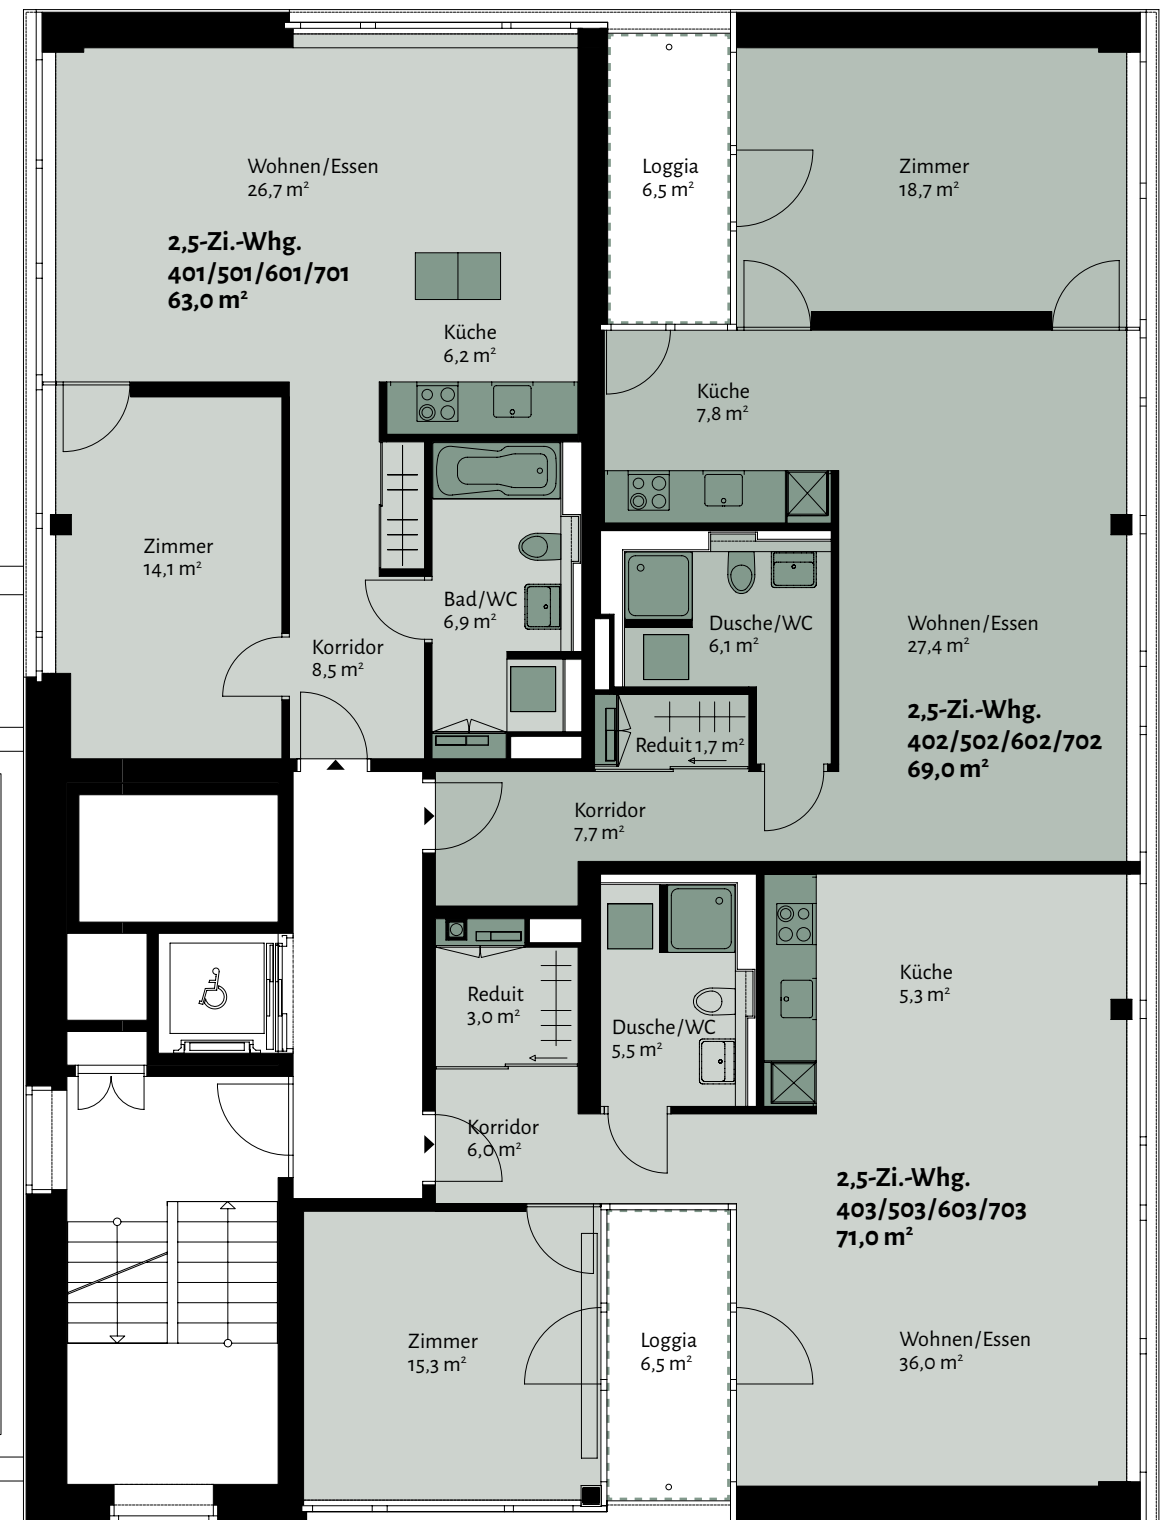 Wohnen/Essen
26,7 m²
2,5-Zi.-Whg.
401/501/601/701
63,0 m²
Küche
6,2 m²
Zimmer
14,1 m²
Bad/WC
6,9 m²
Korridor
8,5 m²
Loggia
6,5 m²
Zimmer
18,7 m²
Küche
7,8 m²
Dusche/WC
6,1 m²
Wohnen/Essen
27,4 m²
2,5-Zi.-Whg.
402/502/602/702
69,0 m²
Reduit 1,7 m²
Korridor
7,7 m²
Küche
5,3 m²
Reduit
3,0 m²
Dusche/WC
5,5 m²
Korridor
6,0 m²
2,5-Zi.-Whg.
403/503/603/703
71,0 m²
Zimmer
15,3 m²
Loggia
6,5 m²
Wohnen/Essen
36,0 m²